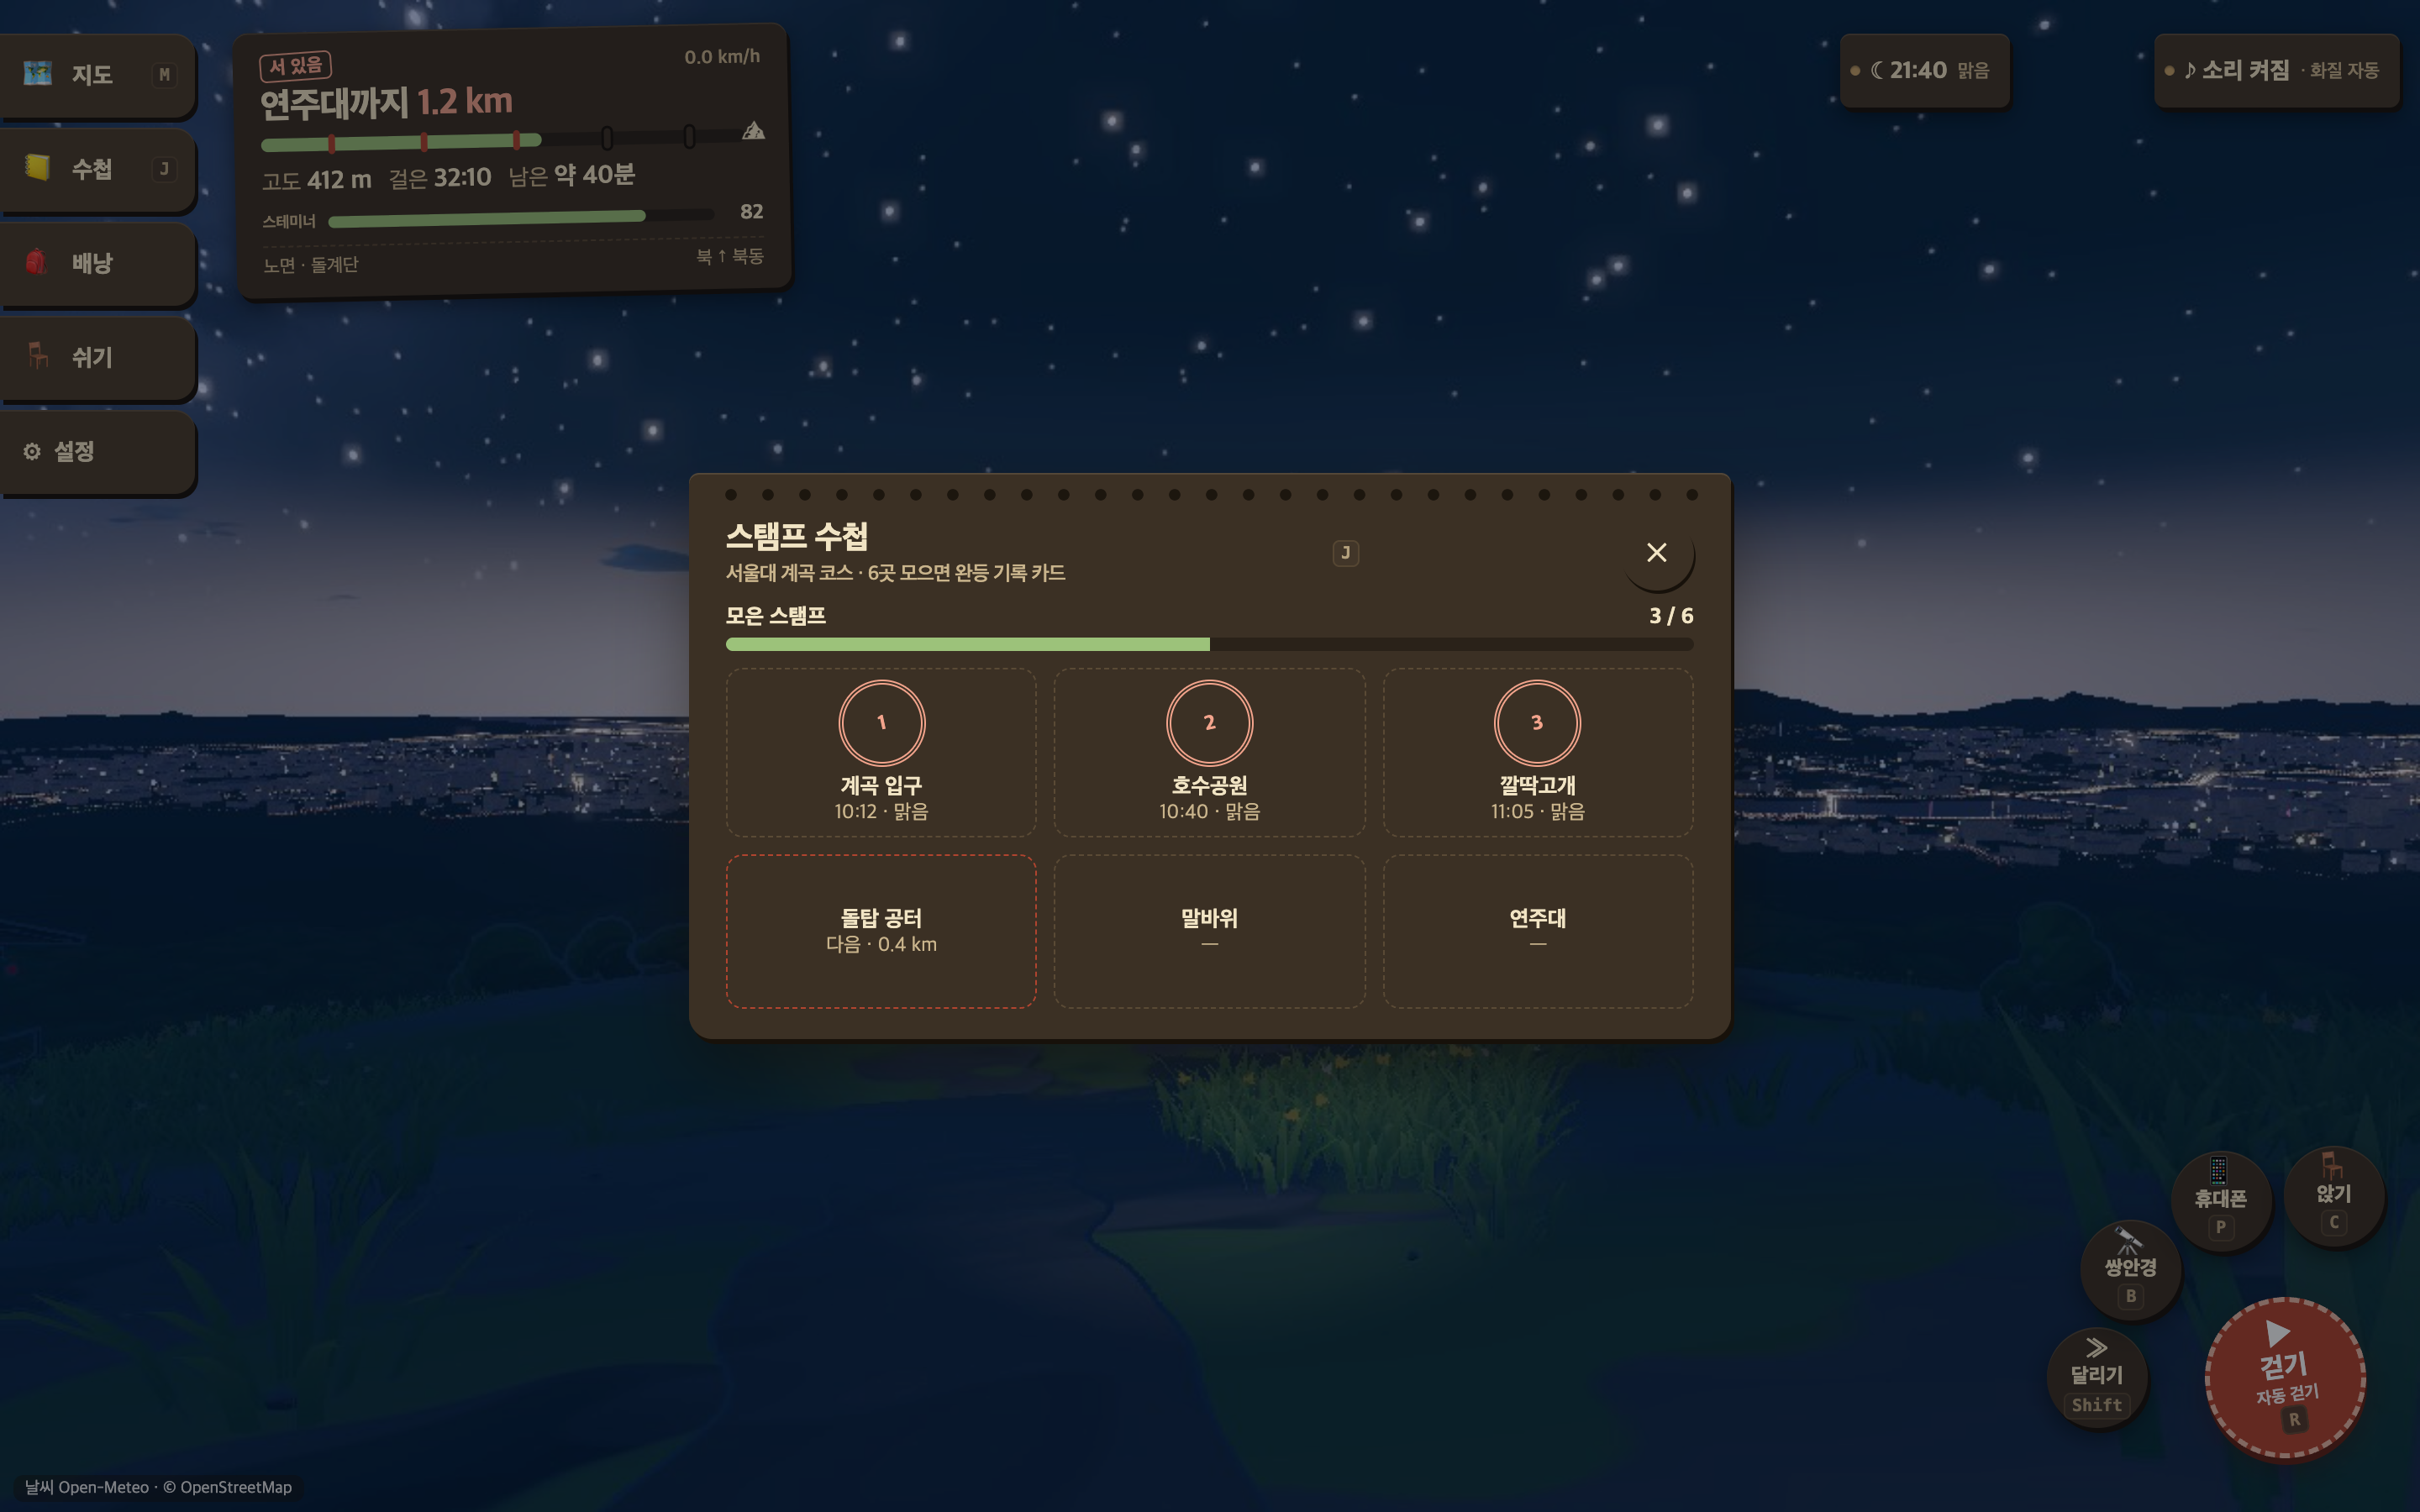 지도 M
수첩 J
배낭
쉬기
⚙ 설정
서 있음
0.0 km/h
연주대까지 1.2 km
고도 412 m 걸은 32:10 남은 약 40분
스테미너 82
노면 · 돌계단
북 ↑ 북동
☾ 21:40 맑음
♪ 소리 켜짐 · 화질 자동
스탬프 수첩
J
×
서울대 계곡 코스 · 6곳 모으면 완등 기록 카드
모은 스탬프
3 / 6
1
계곡 입구
10:12 · 맑음
2
호수공원
10:40 · 맑음
3
깔딱고개
11:05 · 맑음
돌탑 공터
다음 · 0.4 km
말바위
—
연주대
—
휴대폰
P
앉기
C
쌍안경
B
달리기
Shift
걷기
자동 걷기
R
날씨 Open-Meteo · © OpenStreetMap